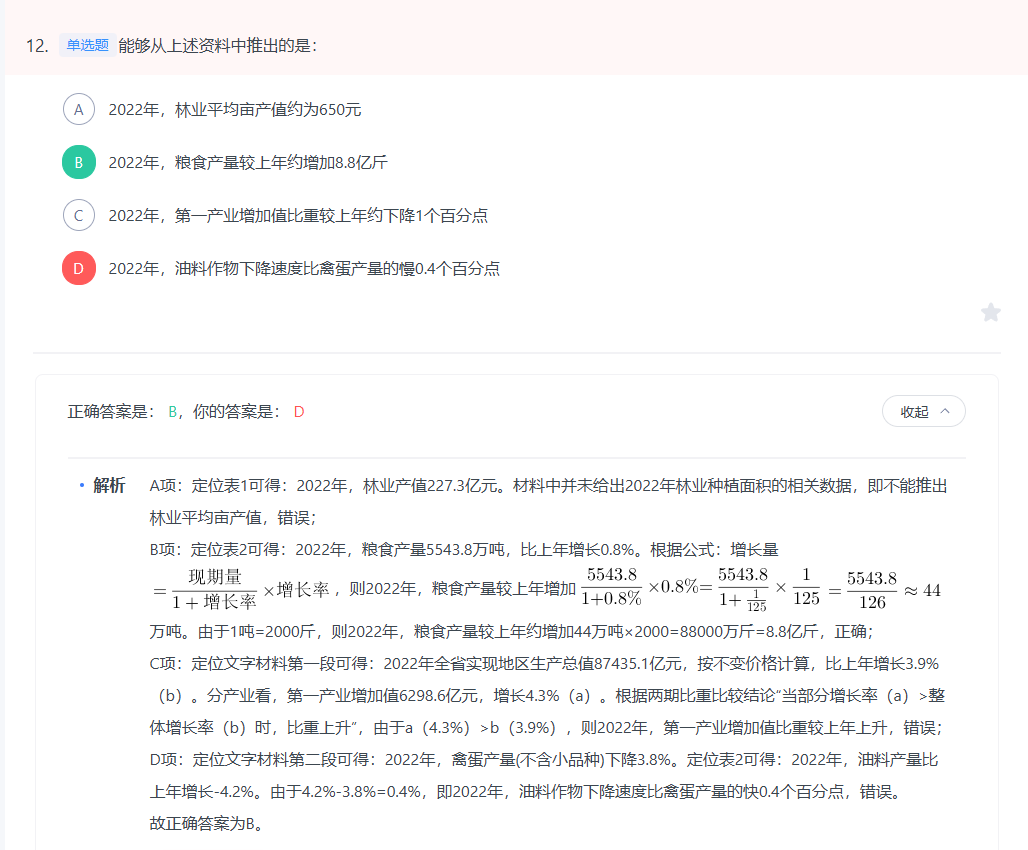 12. 单选题 能够从上述资料中推出的是：
A 2022年，林业平均亩产值约为650元
B 2022年，粮食产量较上年约增加8.8亿斤
C 2022年，第一产业增加值比重较上年约下降1个百分点
D 2022年，油料作物下降速度比禽蛋产量的慢0.4个百分点
正确答案是： B，你的答案是： D
收起
解析 A项：定位表1可得：2022年，林业产值227.3亿元。材料中并未给出2022年林业种植面积的相关数据，即不能推出
林业平均亩产值，错误；
B项：定位表2可得：2022年，粮食产量5543.8万吨，比上年增长0.8%。根据公式：增长量
=现期量/(1+增长率)×增长率，则2022年，粮食产量较上年增加 5543.8/(1+0.8%)×0.8%=5543.8/(1+1/125)×1/125=5543.8/126≈44
万吨。由于1吨=2000斤，则2022年，粮食产量较上年约增加44万吨×2000=88000万斤=8.8亿斤，正确；
C项：定位文字材料第一段可得：2022年全省实现地区生产总值87435.1亿元，按不变价格计算，比上年增长3.9%
（b）。分产业看，第一产业增加值6298.6亿元，增长4.3%（a）。根据两期比重比较结论“当部分增长率（a）>整
体增长率（b）时，比重上升”，由于a（4.3%）>b（3.9%），则2022年，第一产业增加值比重较上年上升，错误；
D项：定位文字材料第二段可得：2022年，禽蛋产量(不含小品种)下降3.8%。定位表2可得：2022年，油料产量比
上年增长-4.2%。由于4.2%-3.8%=0.4%，即2022年，油料作物下降速度比禽蛋产量的快0.4个百分点，错误。
故正确答案为B。